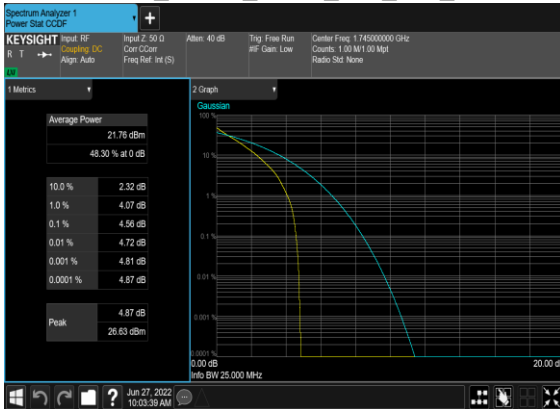 Spectrum Analyzer 1
Power Stat CCDF
+
KEYSIGHT
R T
LV
Input: RF
Coupling: DC
Align: Auto
Input Z: 50 Ω
Corr CCorr
Freq Ref: Int (S)
Atten: 40 dB
Trig: Free Run
#IF Gain: Low
Center Freq: 1.745000000 GHz
Counts: 1.00 M/1.00 Mpt
Radio Std: None
1 Metrics
Average Power
21.76 dBm
48.30 % at 0 dB
10.0 % 2.32 dB
1.0 % 4.07 dB
0.1 % 4.56 dB
0.01 % 4.72 dB
0.001 % 4.81 dB
0.0001 % 4.87 dB
Peak
4.87 dB
26.63 dBm
2 Graph
Gaussian
100 %
10 %
1 %
0.1 %
0.01 %
0.001 %
0.0001 %
0.00 dB
20.00 d
Info BW 25.000 MHz
?
Jun 27, 2022
10:03:39 AM